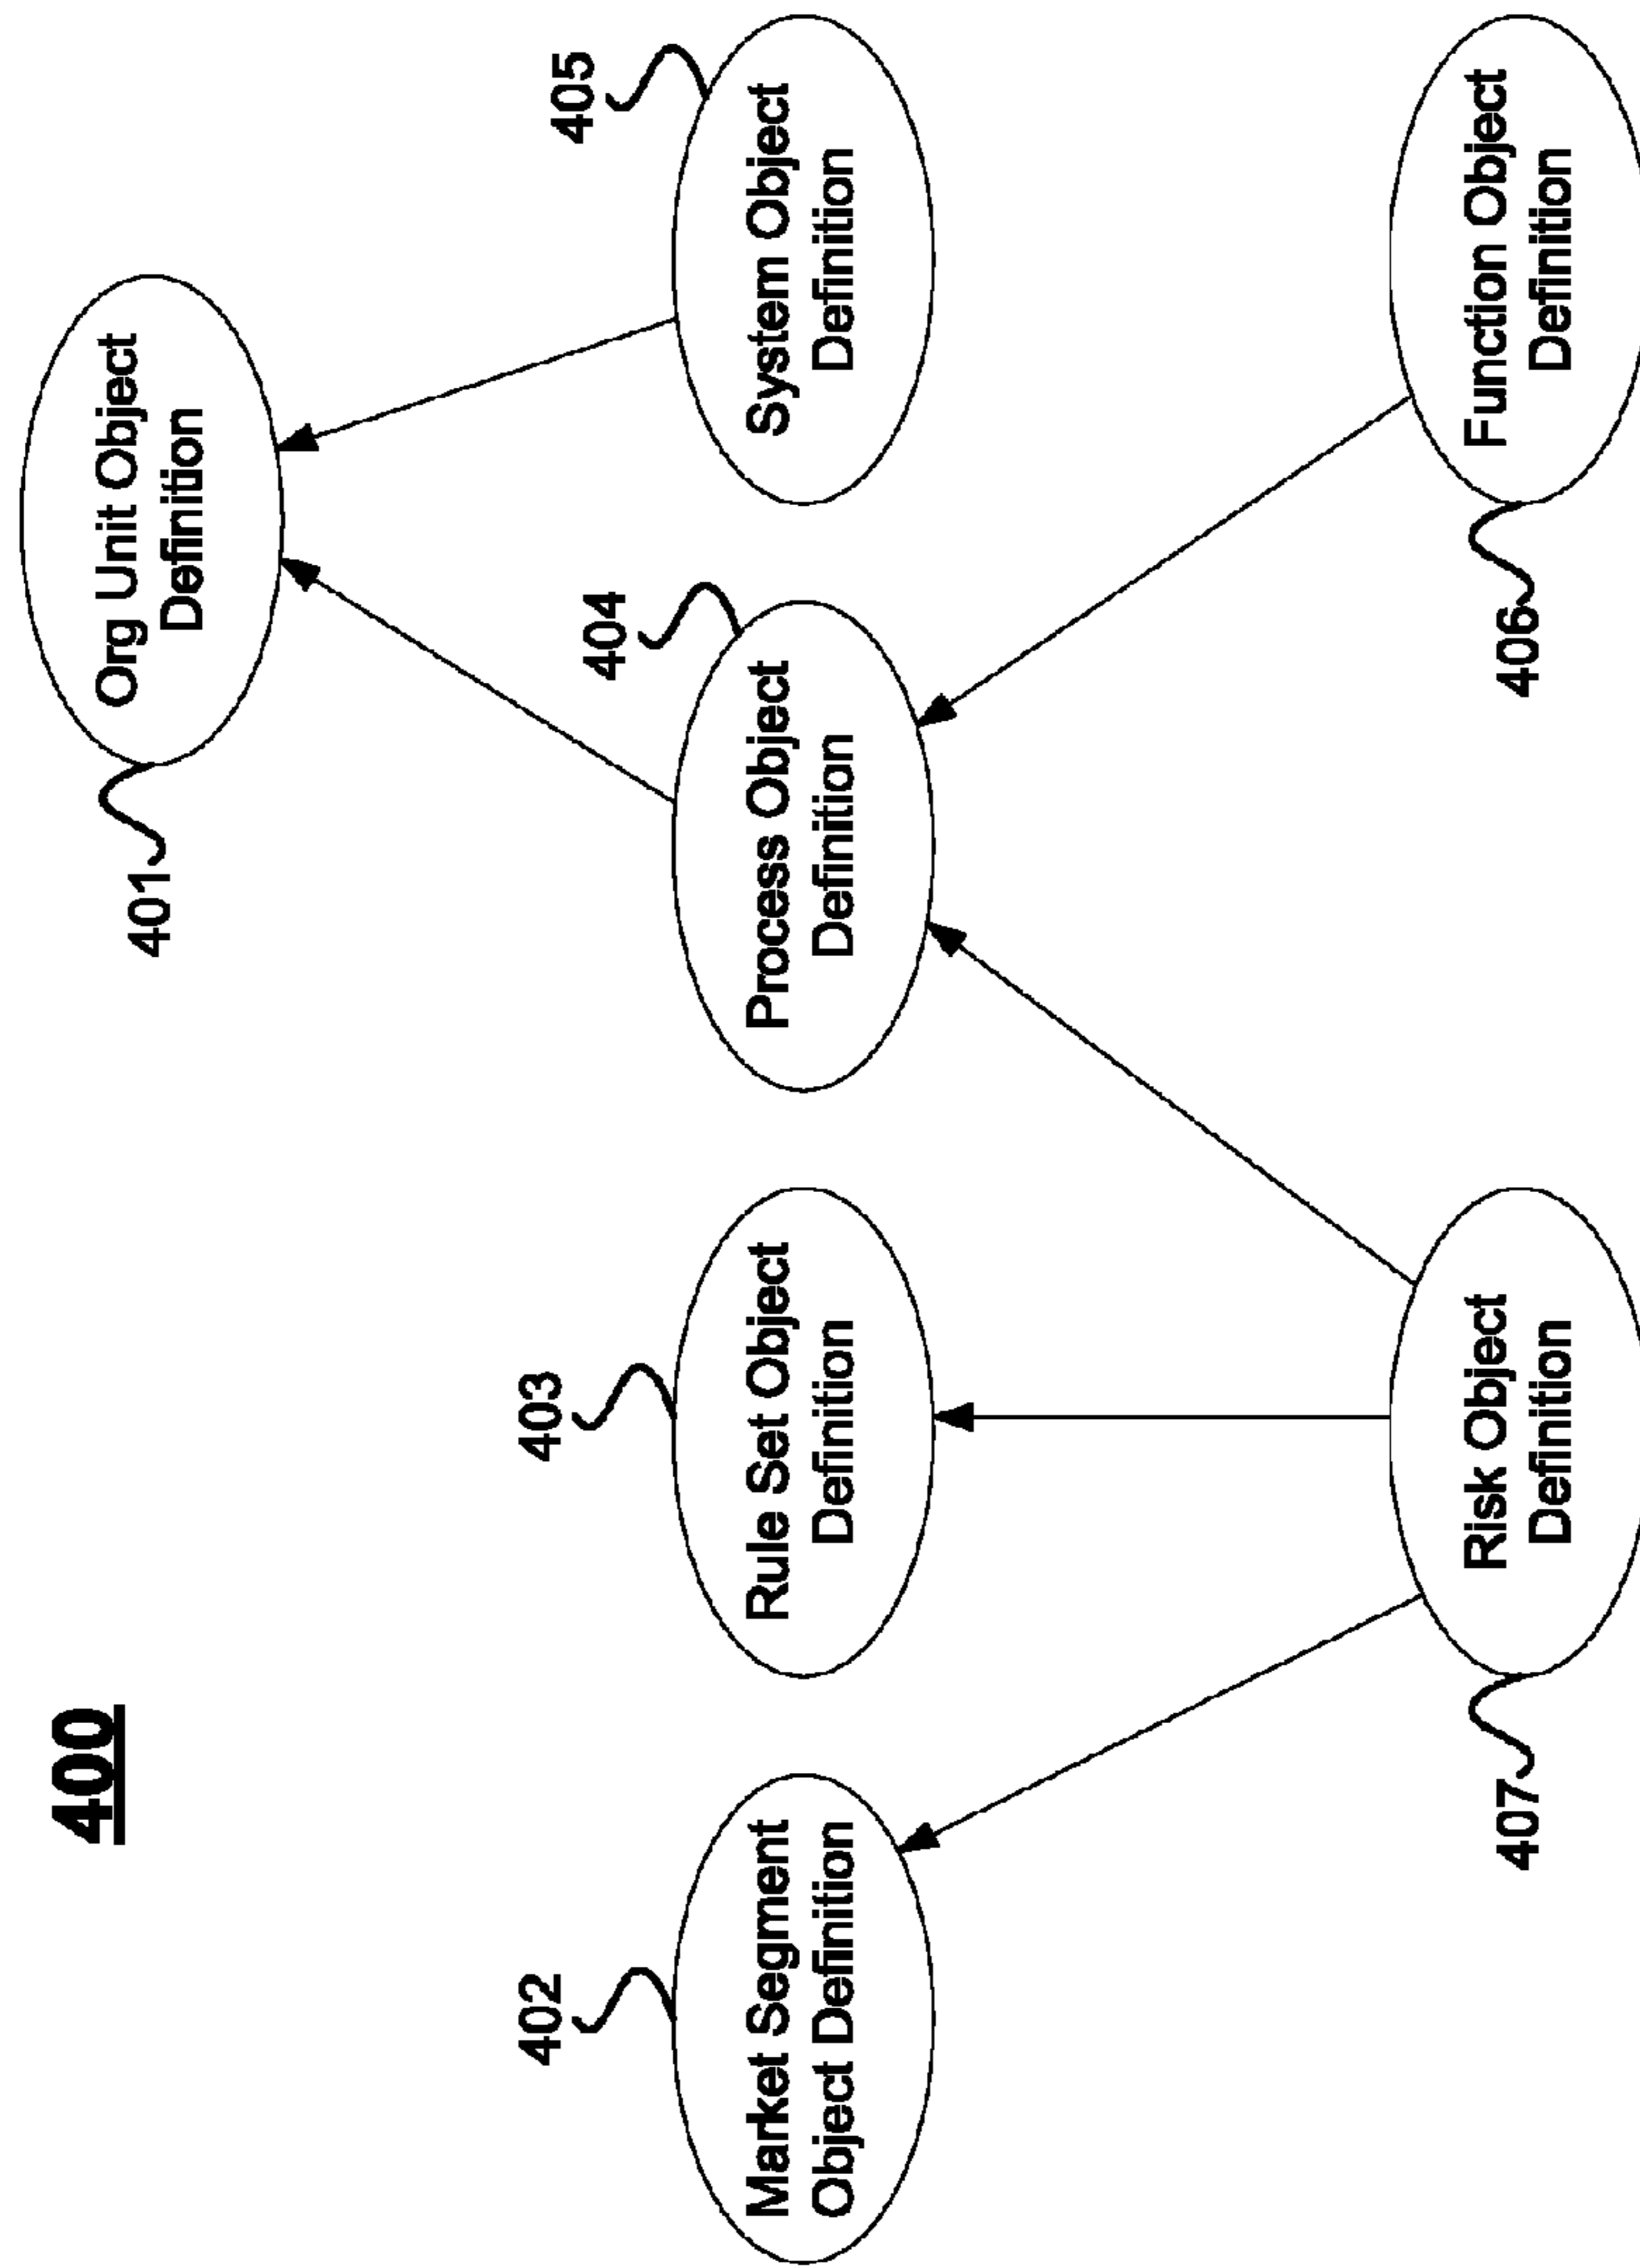 400
401
Org Unit Object
Definition
402
Market Segment
Object Definition
403
Rule Set Object
Definition
404
Process Object
Definition
405
System Object
Definition
407
Risk Object
Definition
406
Function Object
Definition